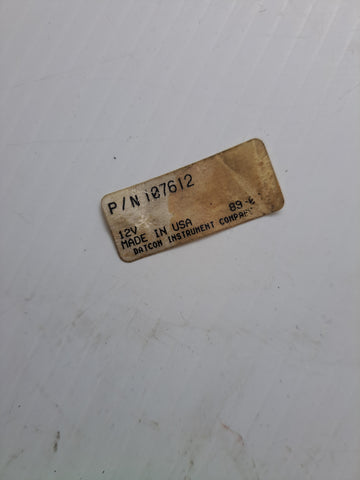 P/N 107612
12V 89-
MADE IN USA
DATCON INSTRUMENT COMPANY